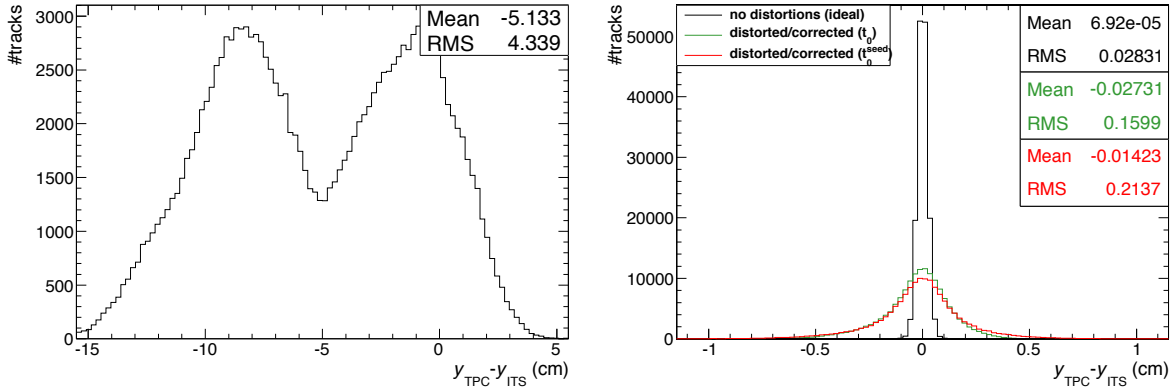 #tracks
3000
2500
2000
1500
1000
500
0
-15
-10
-5
0
5
y_TPC-y_ITS (cm)
Mean -5.133
RMS 4.339
#tracks
50000
40000
30000
20000
10000
0
-1
-0.5
0
0.5
1
y_TPC-y_ITS (cm)
no distortions (ideal)
distorted/corrected (t_0)
distorted/corrected (t_0^seed)
Mean 6.92e-05
RMS 0.02831
Mean -0.02731
RMS 0.1599
Mean -0.01423
RMS 0.2137